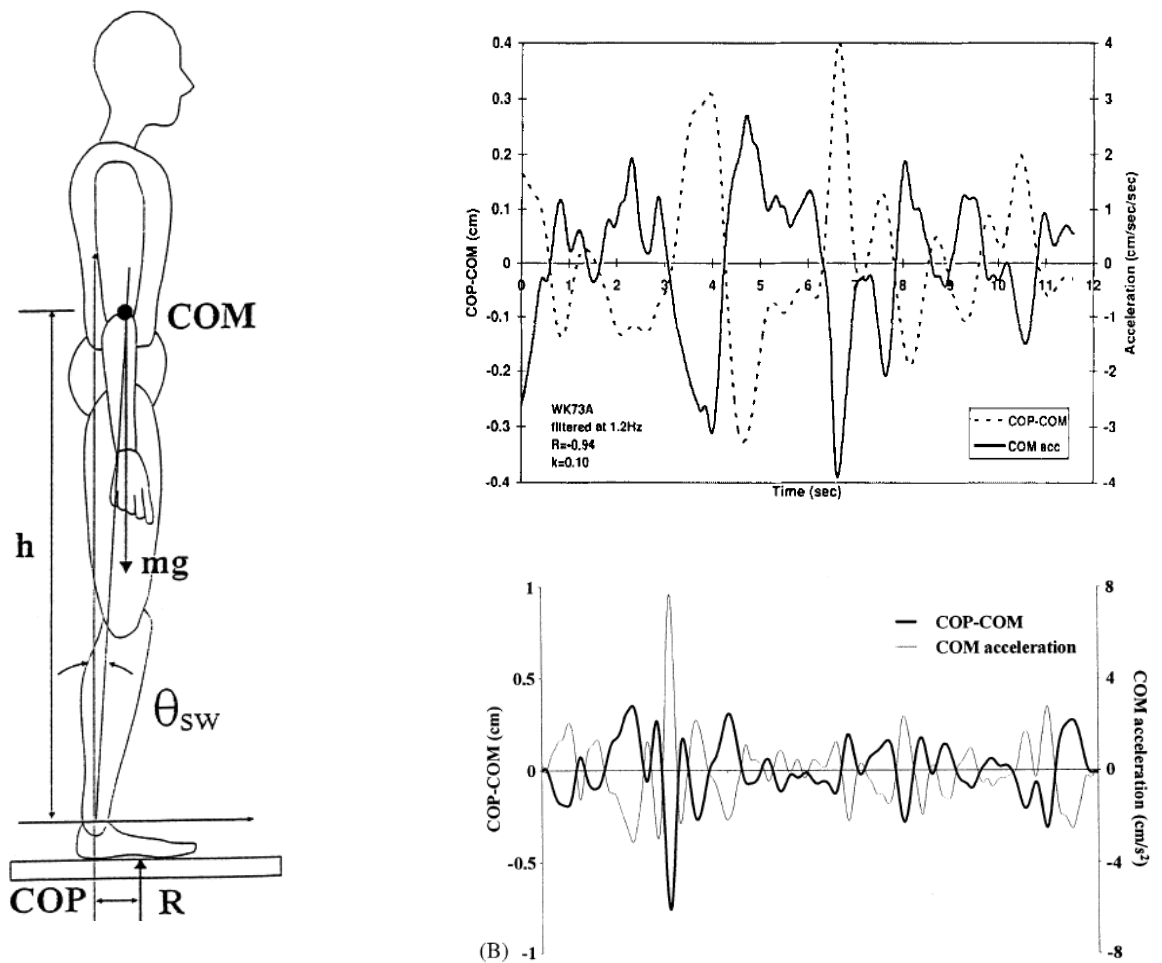 COM
h
mg
θSW
COP
R
0.4
0.3
0.2
0.1
0
-0.1
-0.2
-0.3
-0.4
COP-COM (cm)
4
3
2
1
0
-1
-2
-3
-4
Acceleration (cm/sec/sec)
0 1 2 3 4 5 6 7 8 9 10 11 12
WK73A
filtered at 1.2Hz
R=-0.94
k=0.10
COP-COM
COM acc
Time (sec)
1
0.5
0
-0.5
-1
COP-COM (cm)
COP-COM
COM acceleration
8
4
0
-4
-8
COM acceleration (cm/s²)
(B)